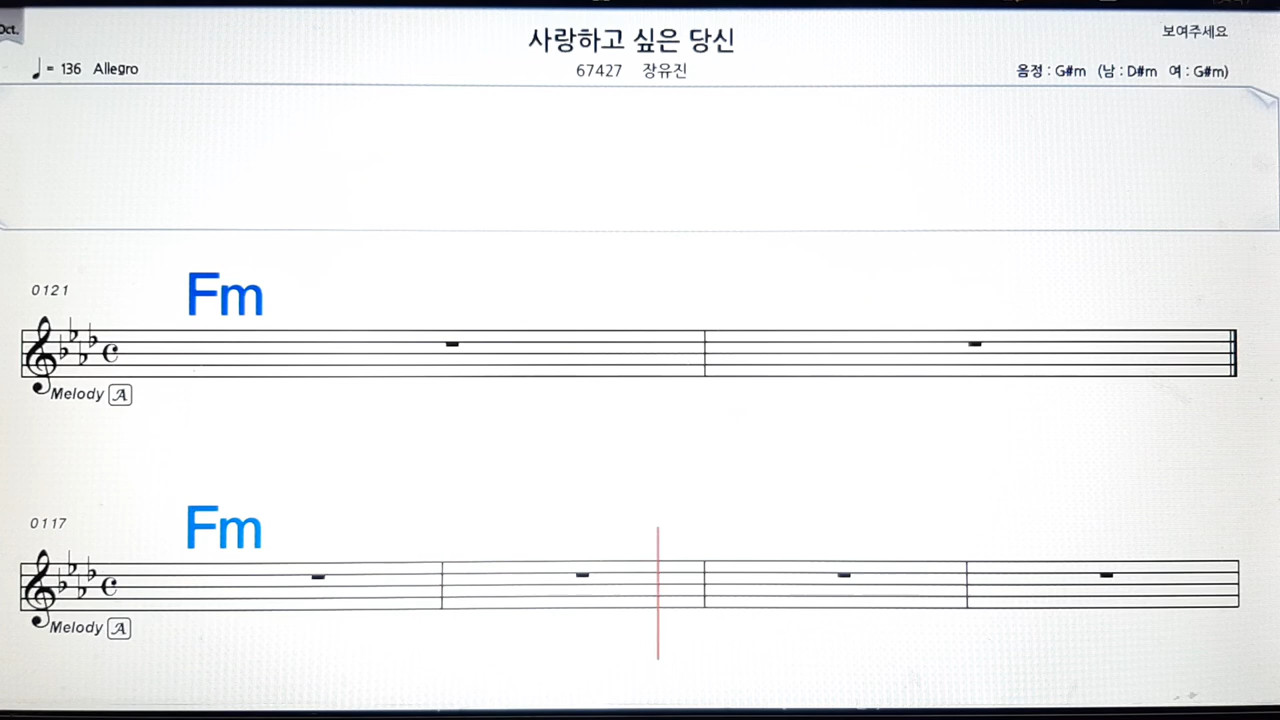 Oct.
사랑하고 싶은 당신
보여주세요
♩= 136 Allegro
67427 장유진
음정 : G#m (남 : D#m 여 : G#m)
0121
Fm
Melody A
0117
Fm
Melody A